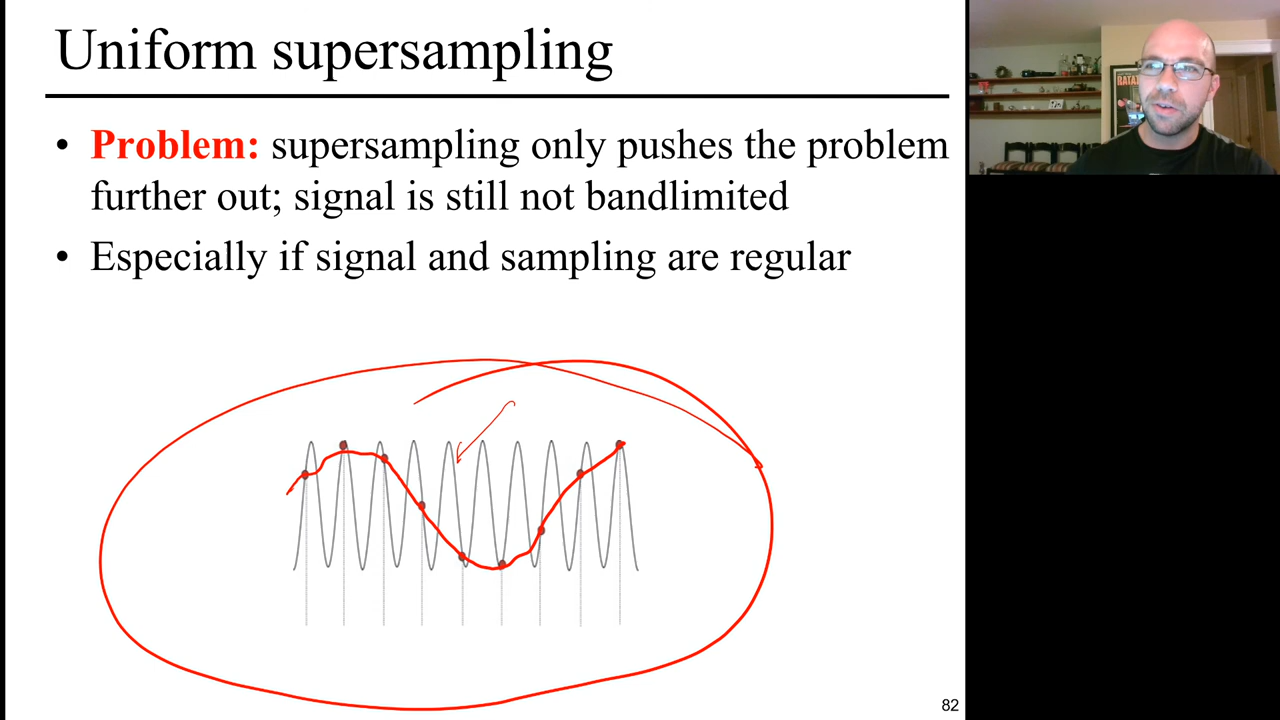 Uniform supersampling
• Problem: supersampling only pushes the problem
further out; signal is still not bandlimited
• Especially if signal and sampling are regular
RATA
82